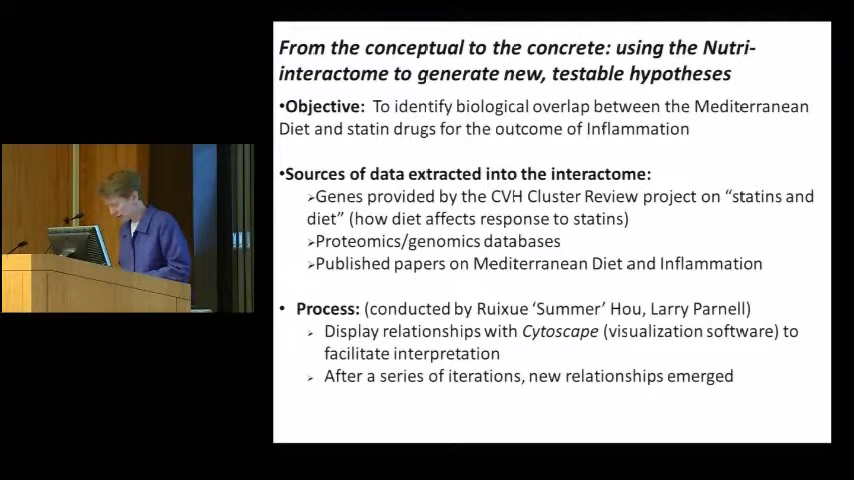 From the conceptual to the concrete: using the Nutri-
interactome to generate new, testable hypotheses
•Objective: To identify biological overlap between the Mediterranean
Diet and statin drugs for the outcome of Inflammation
•Sources of data extracted into the interactome:
➢Genes provided by the CVH Cluster Review project on “statins and
diet” (how diet affects response to statins)
➢Proteomics/genomics databases
➢Published papers on Mediterranean Diet and Inflammation
• Process: (conducted by Ruixue ‘Summer’ Hou, Larry Parnell)
➢ Display relationships with Cytoscape (visualization software) to
facilitate interpretation
➢ After a series of iterations, new relationships emerged